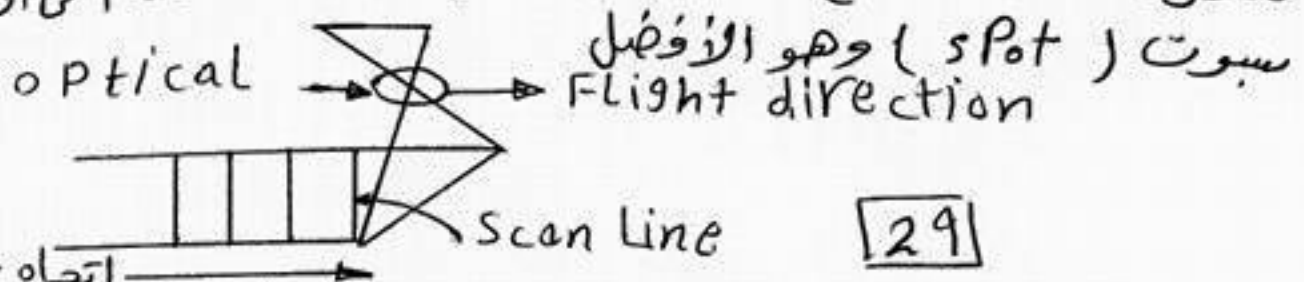 سبوت ( spot ) وهو الأفضل
optical
Flight direction
Scan Line
29
اتجاه